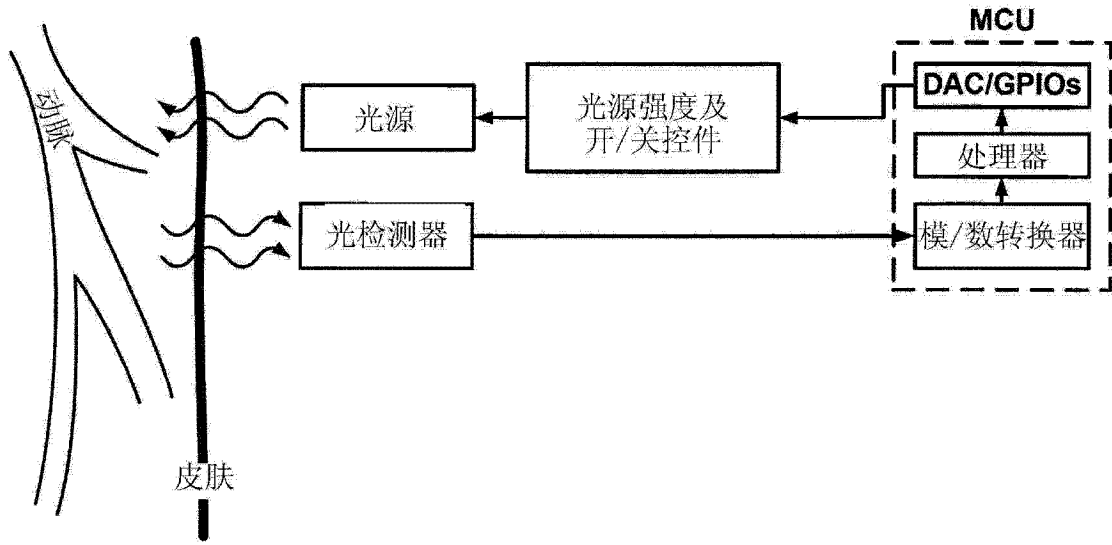 MCU
动脉
光源
光源强度及
开/关控件
DAC/GPIOs
处理器
光检测器
模/数转换器
皮肤